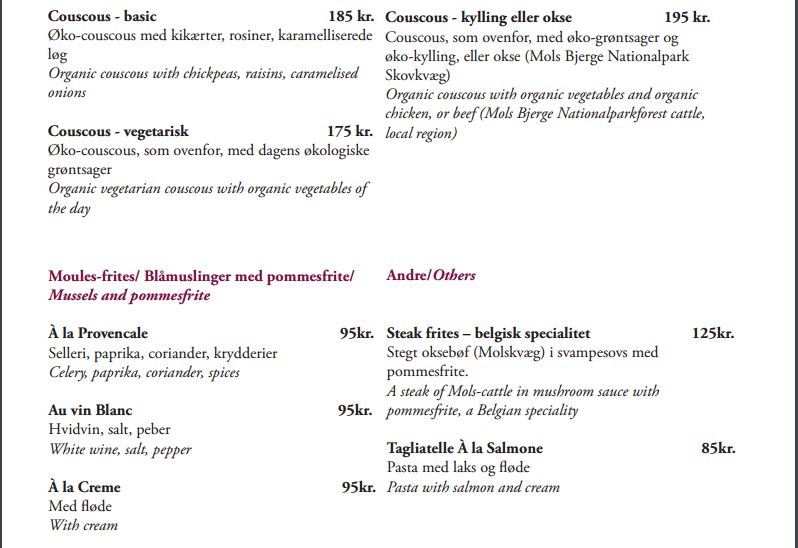 Couscous - basic 185 kr.
Øko-couscous med kikærter, rosiner, karamelliserede
løg
Organic couscous with chickpeas, raisins, caramelised
onions
Couscous - vegetarisk 175 kr.
Øko-couscous, som ovenfor, med dagens økologiske
grøntsager
Organic vegetarian couscous with organic vegetables of
the day
Couscous - kylling eller okse 195 kr.
Couscous, som ovenfor, med øko-grøntsager og
øko-kylling, eller okse (Mols Bjerge Nationalpark
Skovkvæg)
Organic couscous with organic vegetables and organic
chicken, or beef (Mols Bjerge Nationalparkforest cattle,
local region)
Moules-frites/ Blåmuslinger med pommesfrite/
Mussels and pommesfrite
À la Provencale 95kr.
Selleri, paprika, coriander, krydderier
Celery, paprika, coriander, spices
Au vin Blanc 95kr.
Hvidvin, salt, peber
White wine, salt, pepper
À la Creme 95kr.
Med fløde
With cream
Andre/Others
Steak frites – belgisk specialitet 125kr.
Stegt oksebøf (Molskvæg) i svampesovs med
pommesfrite.
A steak of Mols-cattle in mushroom sauce with
pommesfrite, a Belgian speciality
Tagliatelle À la Salmone 85kr.
Pasta med laks og fløde
Pasta with salmon and cream